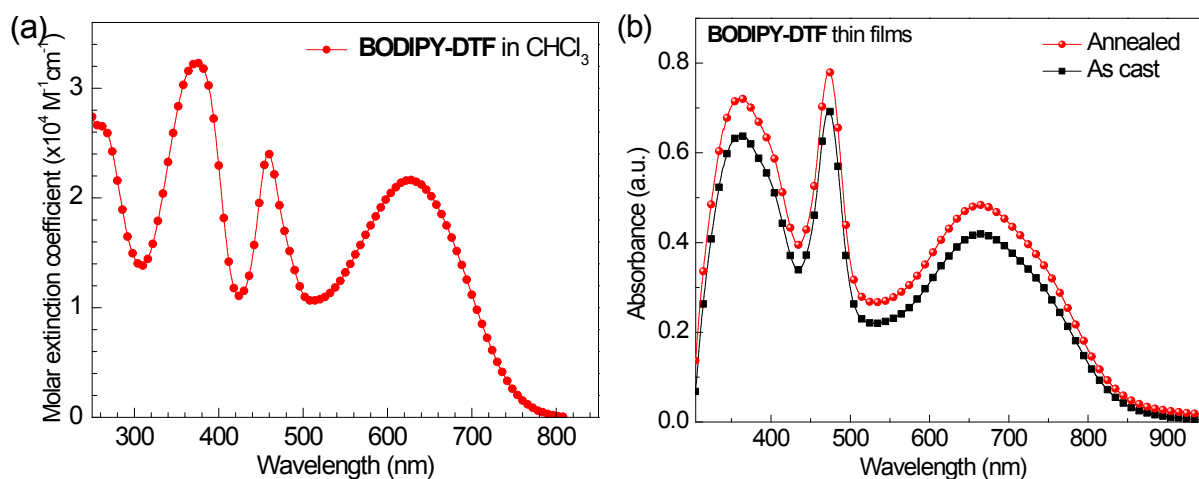 (a)
BODIPY-DTF in CHCl₃
Molar extinction coefficient (x10⁴ M⁻¹cm⁻¹)
3
2
1
0
300 400 500 600 700 800
Wavelength (nm)
(b)
BODIPY-DTF thin films
Annealed
As cast
Absorbance (a.u.)
0.8
0.6
0.4
0.2
0.0
400 500 600 700 800 900
Wavelength (nm)